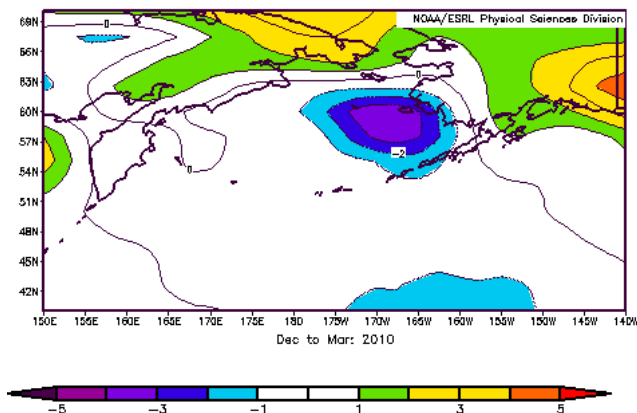 NOAA/ESRL Physical Sciences Division
69N
66N
63N
60N
57N
54N
51N
48N
45N
42N
0
0
0
-2
150E 155E 160E 165E 170E 175E 180 175W 170W 165W 160W 155W 150W 145W 140W
Dec to Mar: 2010
-5 -3 -1 1 3 5